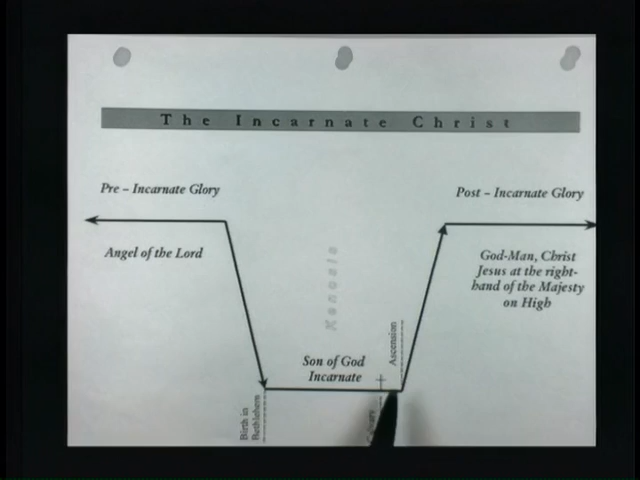 The Incarnate Christ
Pre – Incarnate Glory
Post – Incarnate Glory
Angel of the Lord
God-Man, Christ
Jesus at the right-
hand of the Majesty
on High
Kenosis
Ascension
Son of God
Incarnate
Birth in
Bethlehem
Calvary